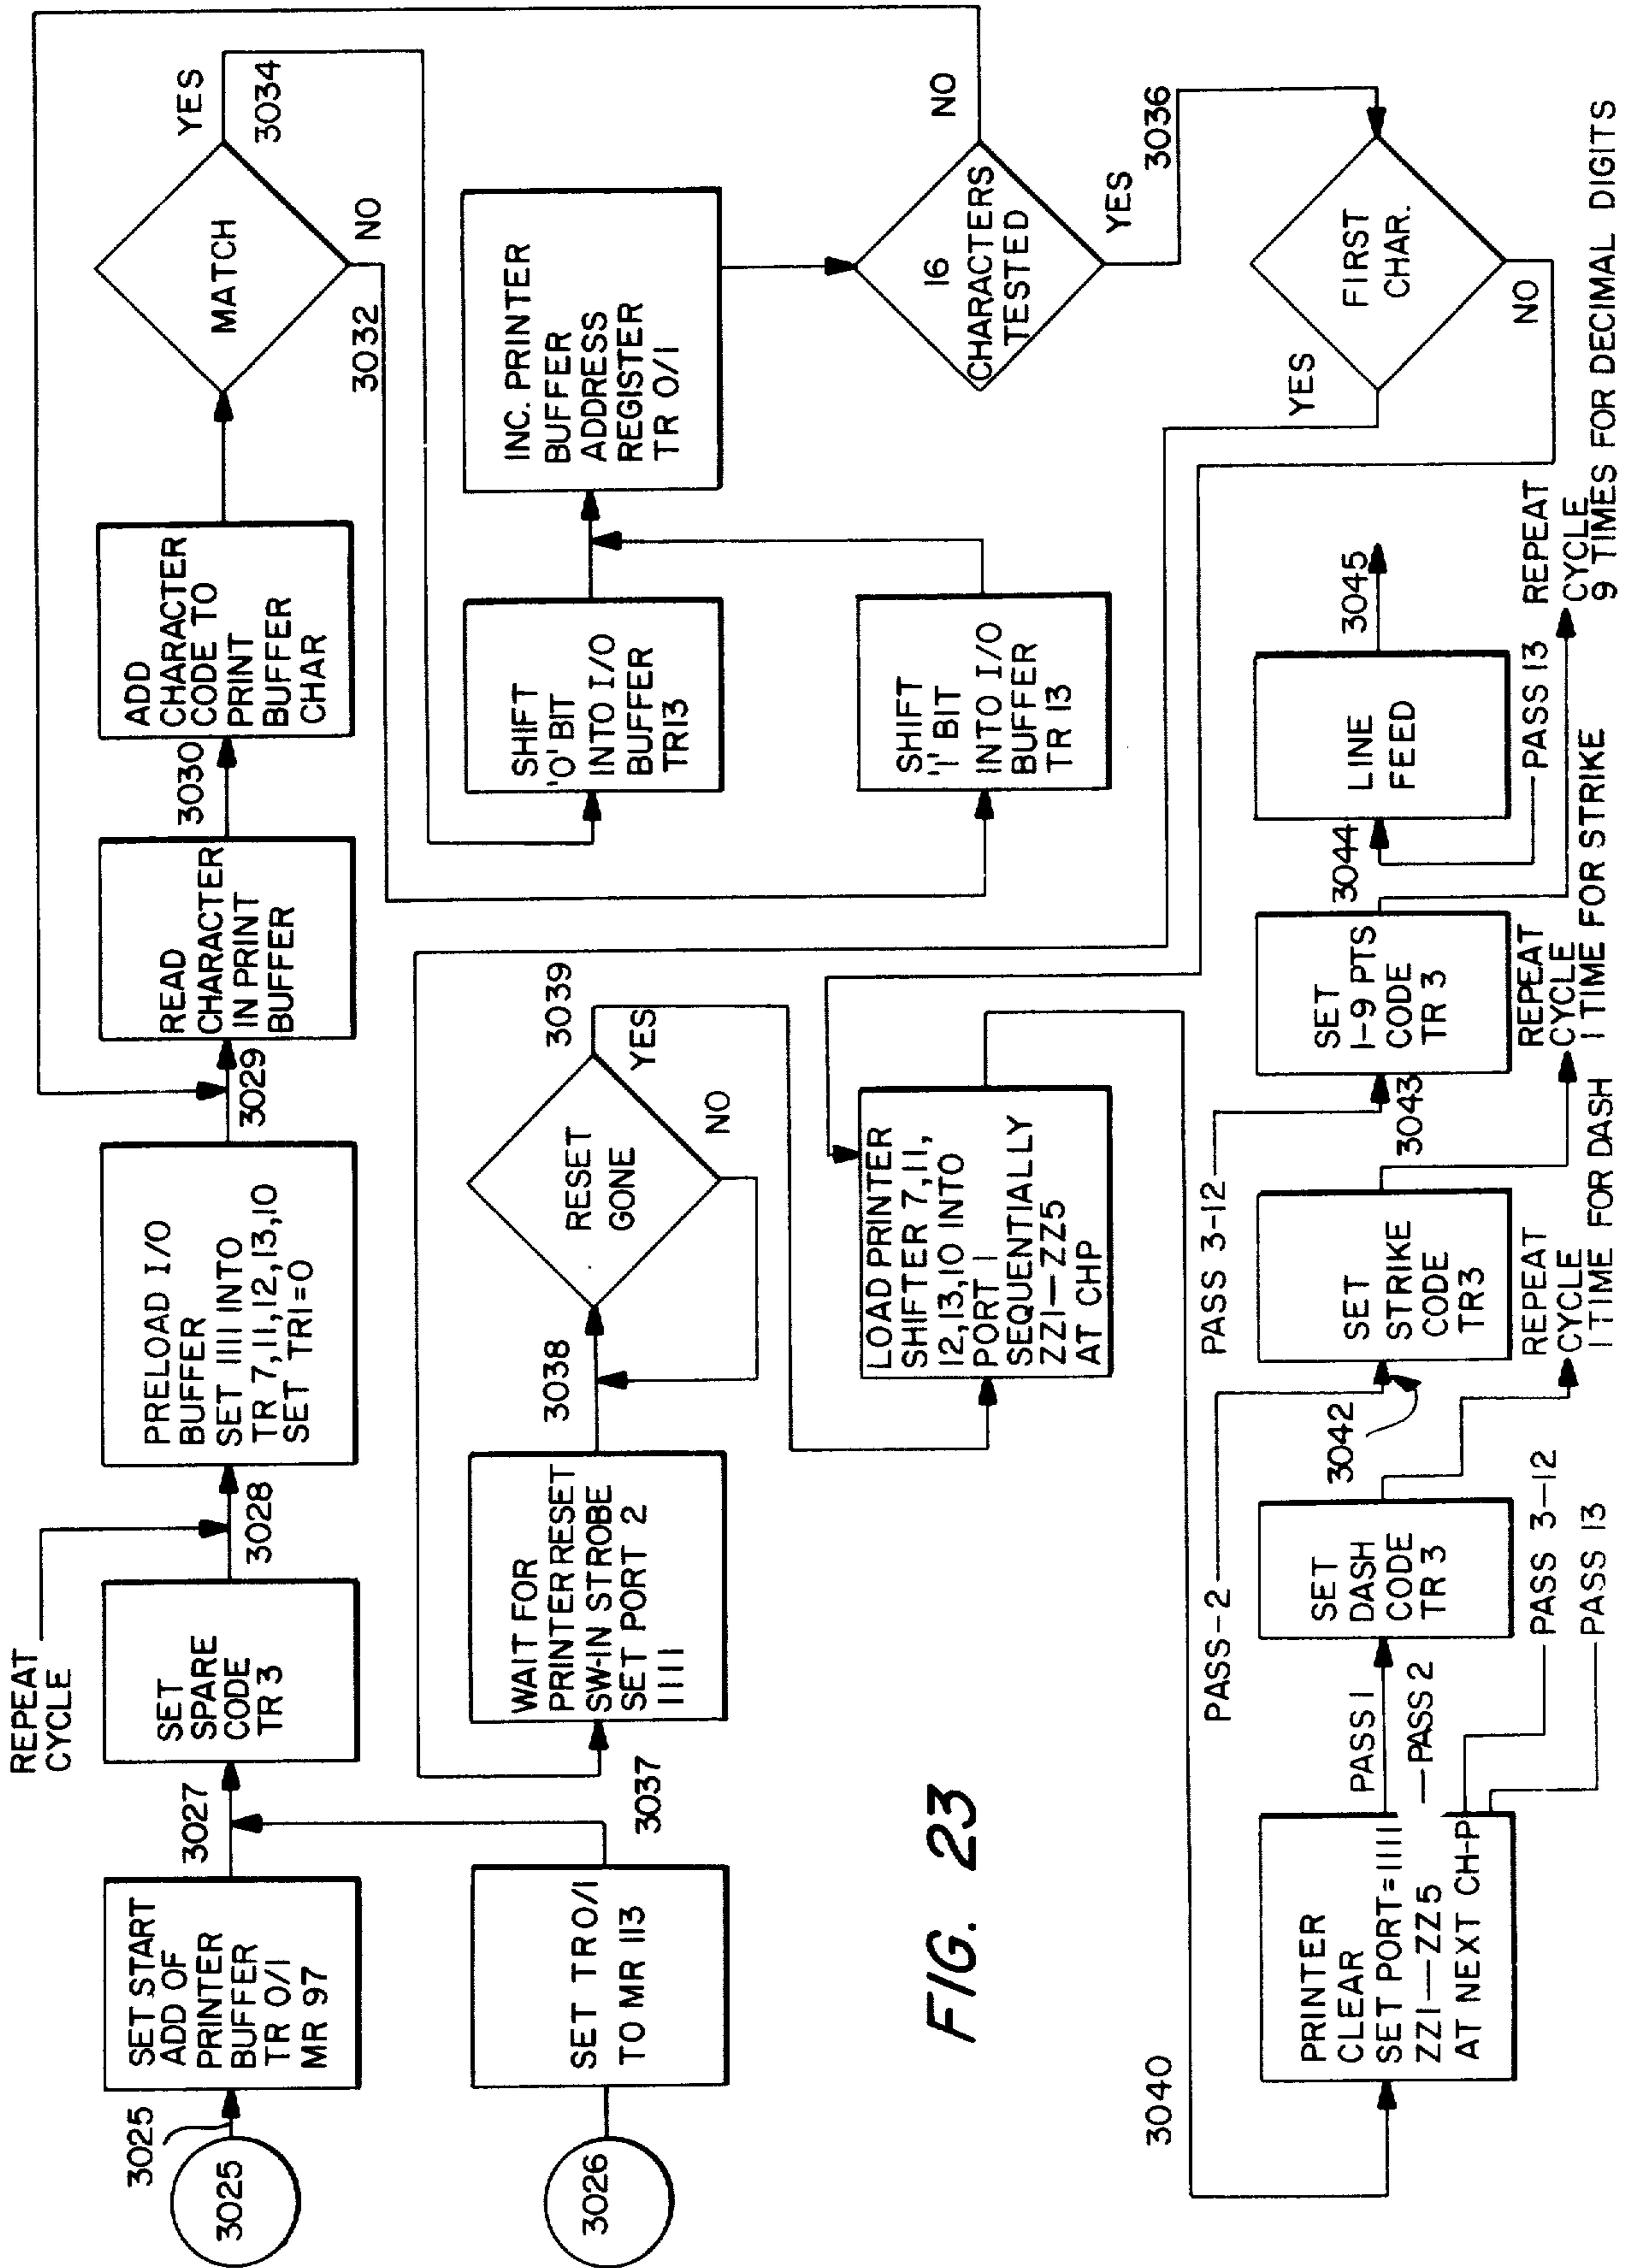 3025
3025
SET START
ADD OF
PRINTER
BUFFER
TR 0/1
MR 97
3027
SET
SPARE
CODE
TR 3
REPEAT
CYCLE
3028
PRELOAD I/O
BUFFER
SET 1111 INTO
TR 7,11,12,13,10
SET TR1=0
3029
READ
CHARACTER
IN PRINT
BUFFER
3030
ADD
CHARACTER
CODE TO
PRINT
BUFFER
CHAR
MATCH
YES
3034
NO
3032
3026
SET TR 0/1
TO MR 113
3037
WAIT FOR
PRINTER RESET
SW-IN STROBE
SET PORT 2
1111
3038
RESET
GONE
YES
3039
NO
SHIFT
'0' BIT
INTO I/O
BUFFER
TR13
INC. PRINTER
BUFFER
ADDRESS
REGISTER
TR 0/1
SHIFT
'1' BIT
INTO I/O
BUFFER
TR 13
16
CHARACTERS
TESTED
NO
YES
3036
LOAD PRINTER
SHIFTER 7,11,
12,13,10 INTO
PORT 1
SEQUENTIALLY
ZZ1-ZZ5
AT CHP
FIRST
CHAR.
YES
NO
FIG. 23
3040
PRINTER
CLEAR
SET PORT=1111
ZZ1-ZZ5
AT NEXT CH-P
PASS 1
PASS 2
PASS 3-12
PASS 13
SET
DASH
CODE
TR 3
REPEAT
CYCLE
1 TIME FOR DASH
PASS-2
3042
SET
STRIKE
CODE
TR3
REPEAT
CYCLE
1 TIME FOR STRIKE
PASS 3-12
3043
SET
1-9 PTS
CODE
TR 3
REPEAT
CYCLE
9 TIMES FOR DECIMAL DIGITS
3044
LINE
FEED
PASS 13
3045